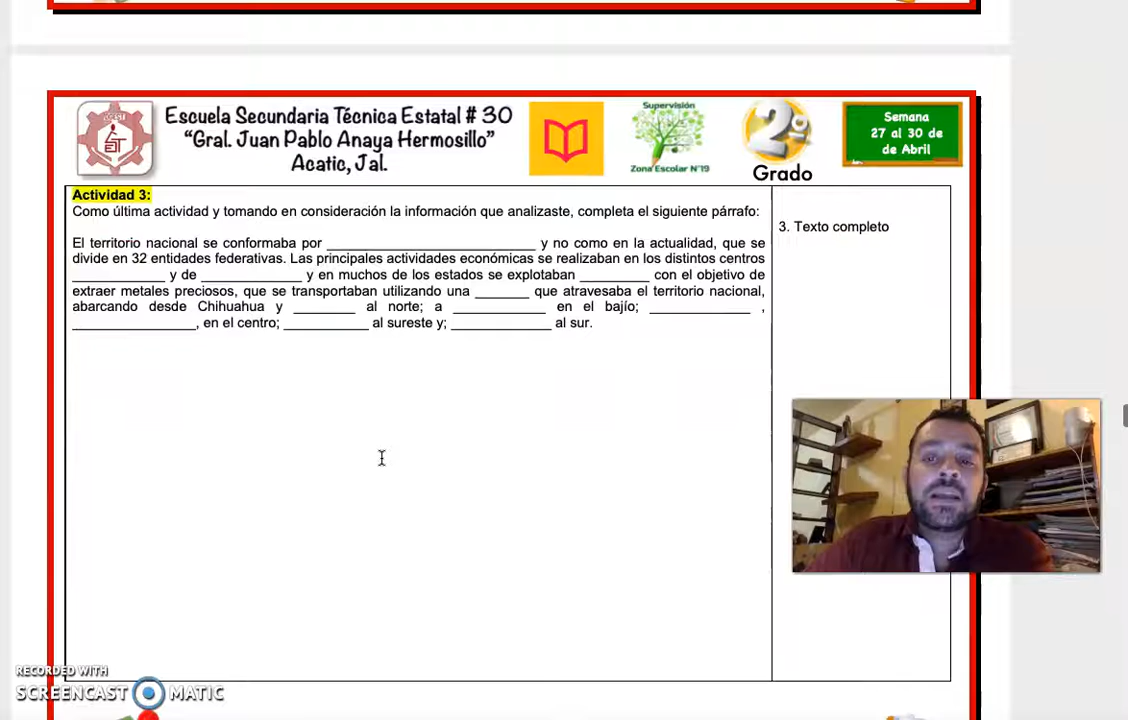 Escuela Secundaria Técnica Estatal # 30
“Gral. Juan Pablo Anaya Hermosillo”
Acatic, Jal.
Supervisión
Zona Escolar N°19
2º
Grado
Semana
27 al 30 de
de Abril
Actividad 3:
Como última actividad y tomando en consideración la información que analizaste, completa el siguiente párrafo:
El territorio nacional se conformaba por __________________________ y no como en la actualidad, que se
divide en 32 entidades federativas. Las principales actividades económicas se realizaban en los distintos centros
____________ y de _____________ y en muchos de los estados se explotaban _________ con el objetivo de
extraer metales preciosos, que se transportaban utilizando una _______ que atravesaba el territorio nacional,
abarcando desde Chihuahua y ________ al norte; a ____________ en el bajío; _____________ ,
________________, en el centro; ___________ al sureste y; _____________ al sur.
3. Texto completo
RECORDED WITH
SCREENCAST MATIC